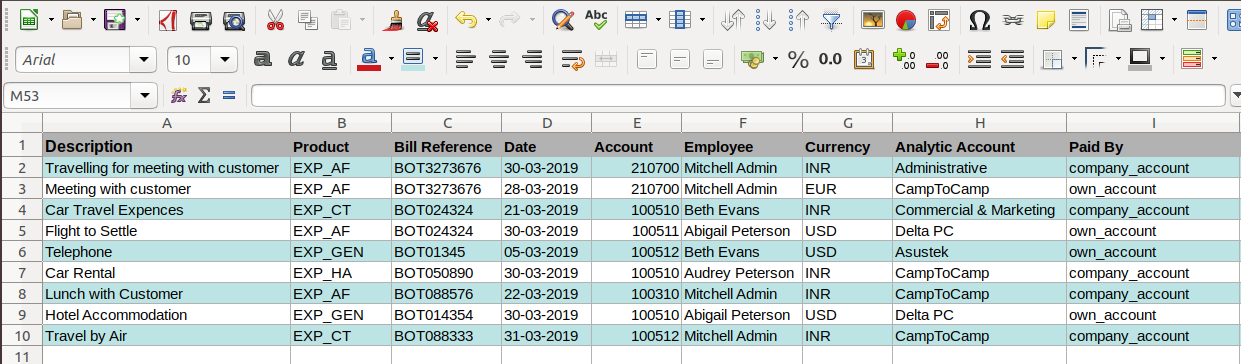 Abc
Arial 10 a a a a % 0.0
M53 fx Σ =
A B C D E F G H I
1 Description Product Bill Reference Date Account Employee Currency Analytic Account Paid By
2 Travelling for meeting with customer EXP_AF BOT3273676 30-03-2019 210700 Mitchell Admin INR Administrative company_account
3 Meeting with customer EXP_AF BOT3273676 28-03-2019 210700 Mitchell Admin EUR CampToCamp own_account
4 Car Travel Expences EXP_CT BOT024324 21-03-2019 100510 Beth Evans INR Commercial & Marketing company_account
5 Flight to Settle EXP_AF BOT024324 30-03-2019 100511 Abigail Peterson USD Delta PC own_account
6 Telephone EXP_GEN BOT01345 05-03-2019 100512 Beth Evans USD Asustek own_account
7 Car Rental EXP_HA BOT050890 30-03-2019 100510 Audrey Peterson INR CampToCamp company_account
8 Lunch with Customer EXP_AF BOT088576 22-03-2019 100310 Mitchell Admin INR CampToCamp company_account
9 Hotel Accommodation EXP_GEN BOT014354 30-03-2019 100510 Abigail Peterson USD Delta PC own_account
10 Travel by Air EXP_CT BOT088333 31-03-2019 100512 Mitchell Admin INR CampToCamp company_account
11